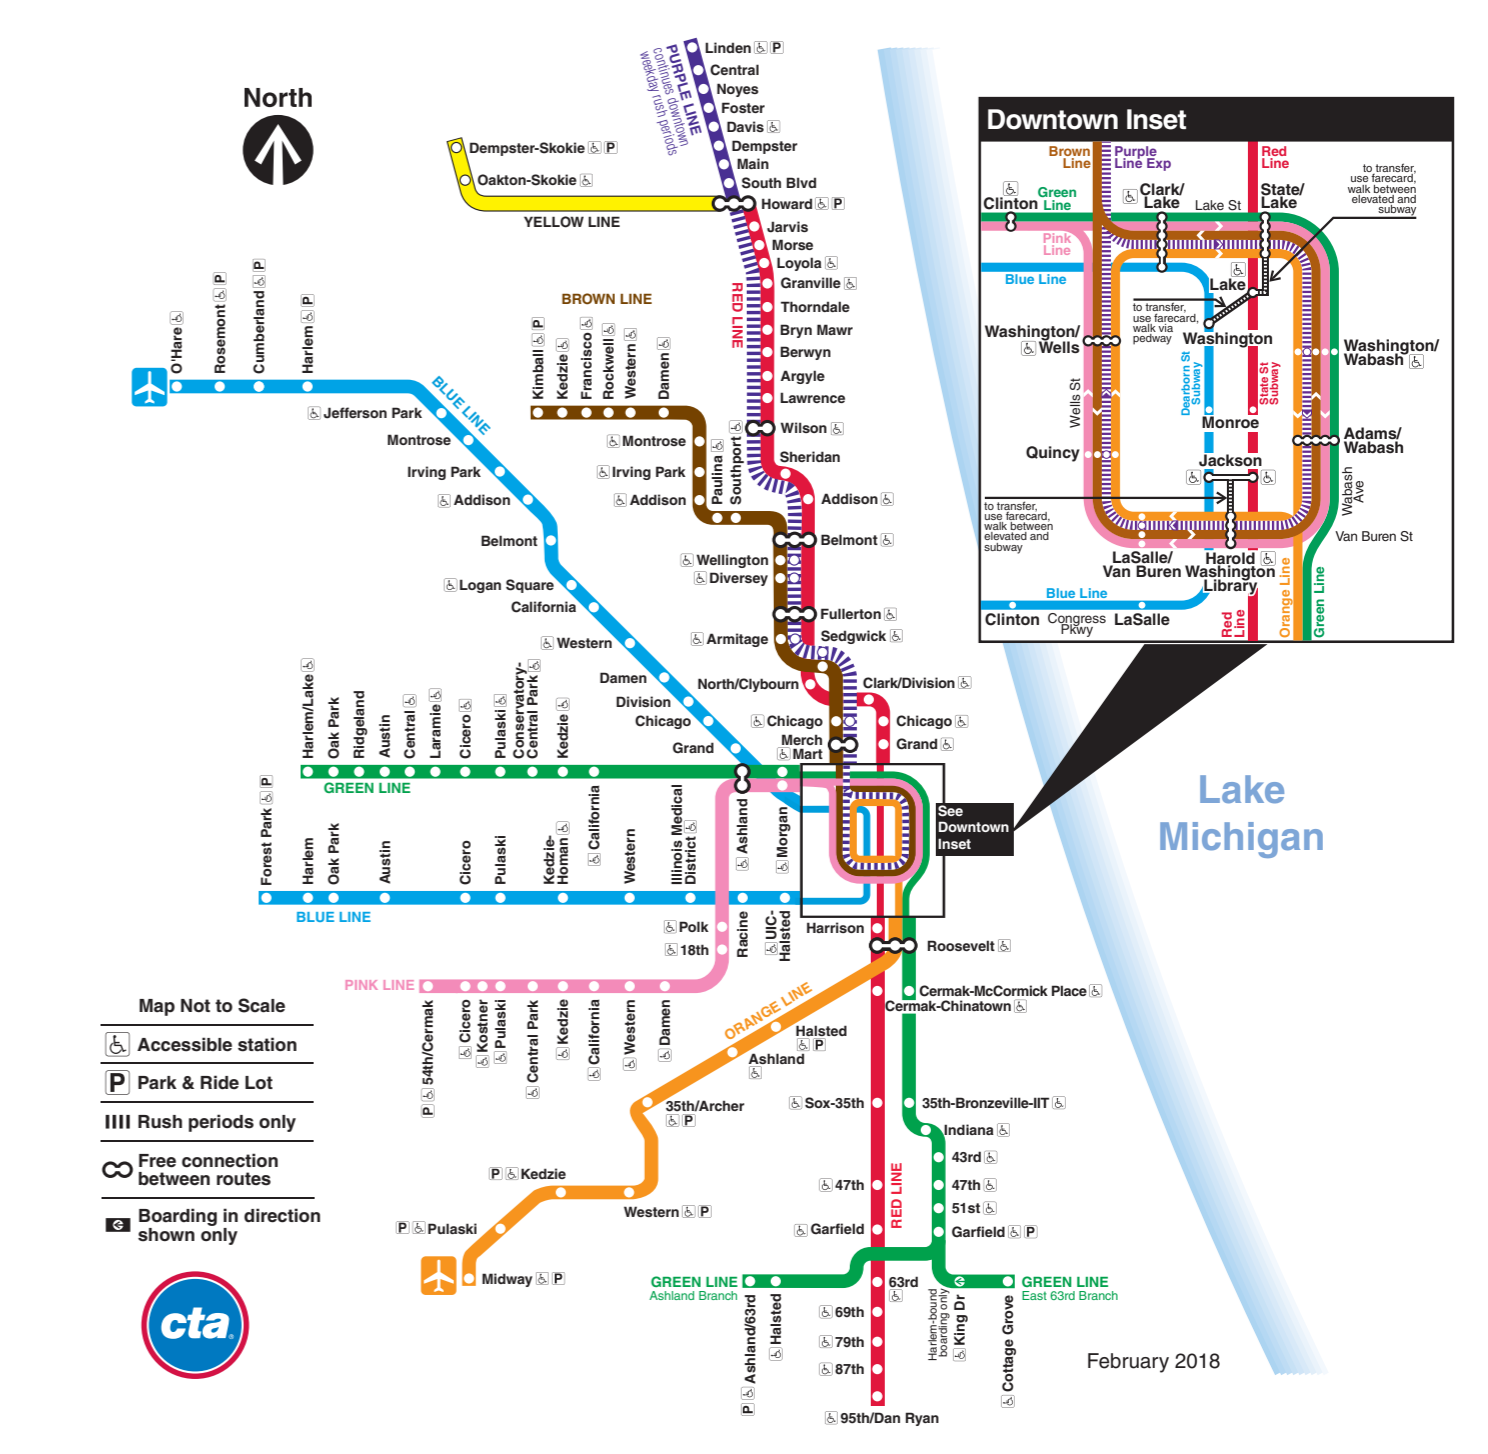 North
PURPLE LINE
continues downtown
weekday rush periods
Linden P
Central
Noyes
Foster
Davis
Dempster
Main
South Blvd
Howard P
Dempster-Skokie P
Oakton-Skokie
YELLOW LINE
Jarvis
Morse
Loyola
Granville
Thorndale
Bryn Mawr
Berwyn
Argyle
Lawrence
Wilson
Sheridan
Addison
Belmont
Fullerton
RED LINE
BROWN LINE
Kimball P
Kedzie
Francisco
Rockwell
Western
Damen
Montrose
Irving Park
Addison
Paulina
Southport
Wellington
Diversey
Armitage
Sedgwick
North/Clybourn
Clark/Division
Chicago
Chicago
Merch
Mart
Grand
O'Hare
Rosemont P
Cumberland P
Harlem P
BLUE LINE
Jefferson Park
Montrose
Irving Park
Addison
Belmont
Logan Square
California
Western
Damen
Division
Chicago
Grand
Harlem/Lake
Oak Park
Ridgeland
Austin
Central
Laramie
Cicero
Pulaski
Conservatory-
Central Park
Kedzie
California
Ashland
Morgan
GREEN LINE
Forest Park P
Harlem
Oak Park
Austin
Cicero
Pulaski
Kedzie-
Homan
Western
Illinois Medical
District
Racine
UIC-
Halsted
BLUE LINE
See
Downtown
Inset
Polk
18th
PINK LINE
P 54th/Cermak
Cicero
Kostner
Pulaski
Central Park
Kedzie
California
Western
Damen
Harrison
Roosevelt
Cermak-McCormick Place
Cermak-Chinatown
ORANGE LINE
Halsted
P
Ashland
35th/Archer
P
P Kedzie
Western P
P Pulaski
Midway P
Sox-35th
35th-Bronzeville-IIT
Indiana
43rd
47th
51st
Garfield P
47th
RED LINE
Garfield
63rd
69th
79th
87th
95th/Dan Ryan
GREEN LINE
Ashland Branch
P Ashland/63rd
Halsted
GREEN LINE
East 63rd Branch
Harlem-bound
boarding only
King Dr
Cottage Grove
Downtown Inset
Brown
Line
Purple
Line Exp
Red
Line
to transfer,
use farecard,
walk between
elevated and
subway
Clinton
Green
Line
Clark/
Lake
Lake St
State/
Lake
Pink
Line
Blue Line
Lake
to transfer,
use farecard,
walk via
pedway
Washington
Washington/
Wells
Washington/
Wabash
Wells St
Dearborn St
Subway
State St
Subway
Monroe
Quincy
Adams/
Wabash
Jackson
Wabash
Ave
to transfer,
use farecard,
walk between
elevated and
subway
Van Buren St
LaSalle/
Van Buren
Harold
Washington
Library
Blue Line
Clinton
Congress
Pkwy
LaSalle
Red
Line
Orange Line
Green Line
Lake
Michigan
Map Not to Scale
Accessible station
P Park & Ride Lot
Rush periods only
Free connection
between routes
Boarding in direction
shown only
cta
February 2018